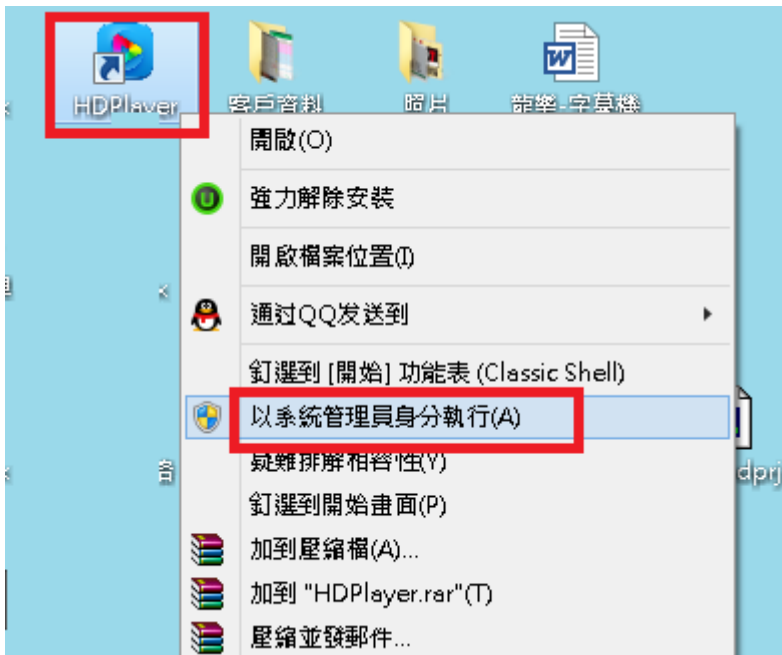 HDPlayer
客戶資料
照片
龍樂-字幕機
開啟(O)
強力解除安裝
開啟檔案位置(I)
通过QQ发送到
釘選到 [開始] 功能表 (Classic Shell)
以系統管理員身分執行(A)
疑難排解相容性(Y)
釘選到開始畫面(P)
加到壓縮檔(A)...
加到 "HDPlayer.rar"(T)
壓縮並發郵件...
dprj